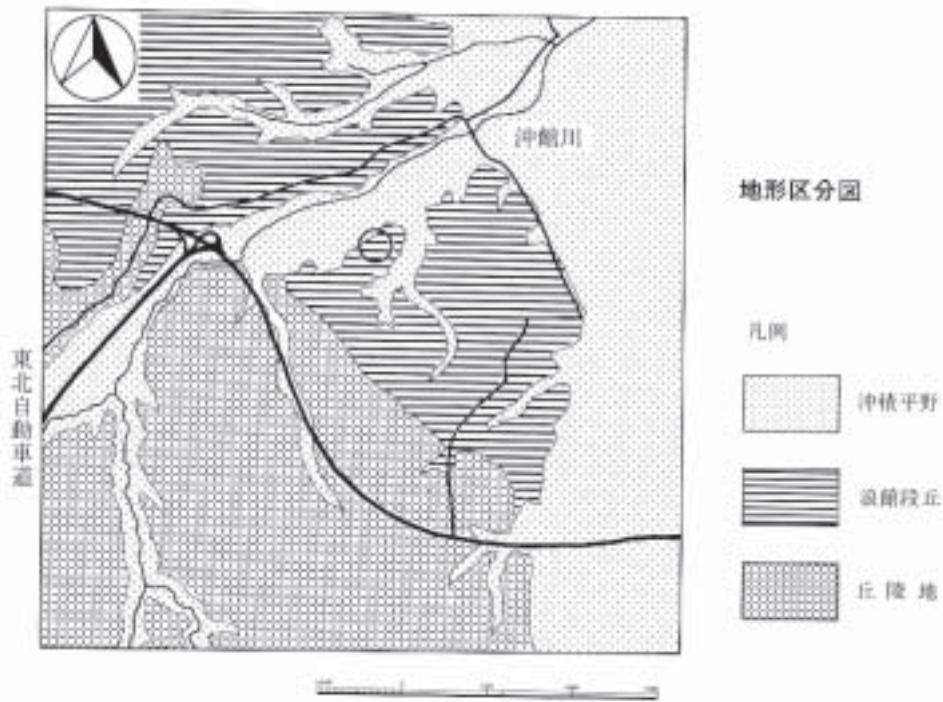 沖館川
地形区分図
凡例
東北自動車道
沖積平野
浪館段丘
丘陵地